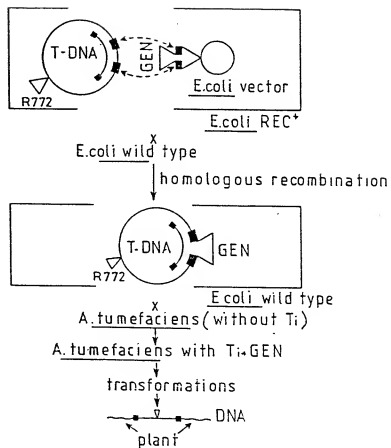 T-DNA
GEN
R772
E.coli vector
E.coli REC+
x
E.coli wild type
homologous recombination
T-DNA
GEN
R772
E.coli wild type
x
A.tumefaciens (without Ti)
A.tumefaciens with Ti+GEN
transformations
DNA
plant